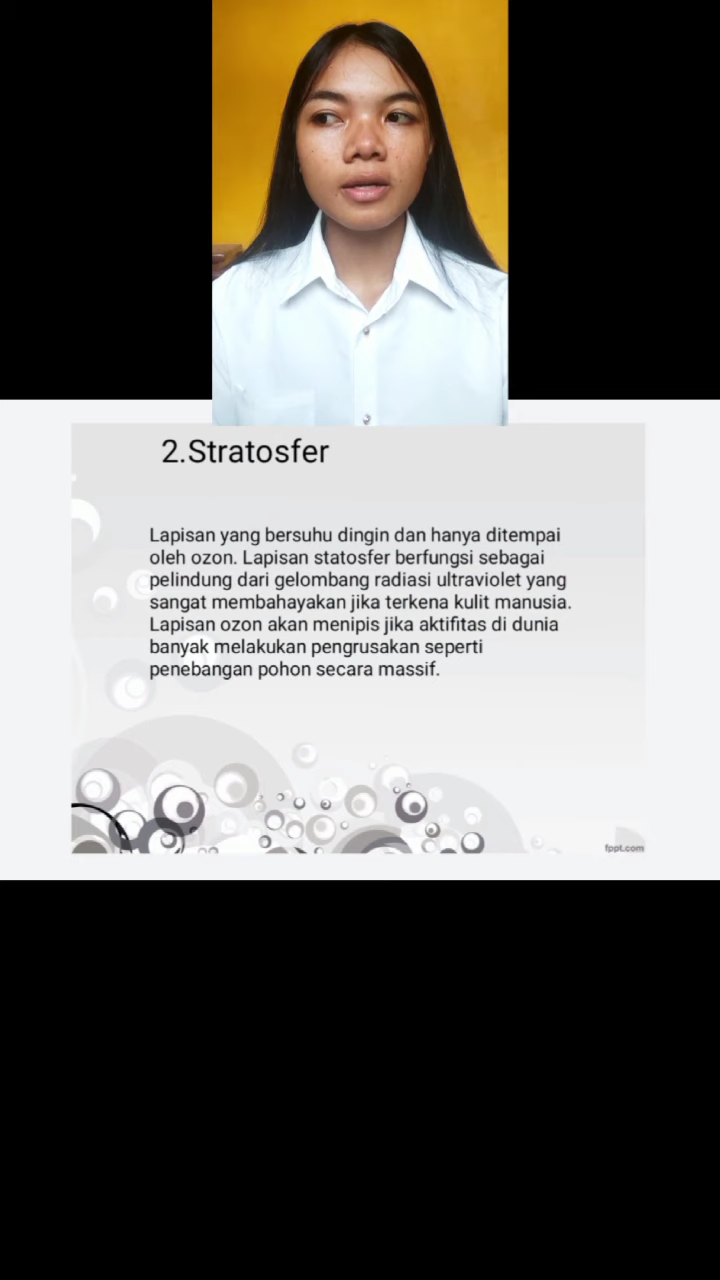 2.Stratosfer
Lapisan yang bersuhu dingin dan hanya ditempai
oleh ozon. Lapisan statosfer berfungsi sebagai
pelindung dari gelombang radiasi ultraviolet yang
sangat membahayakan jika terkena kulit manusia.
Lapisan ozon akan menipis jika aktifitas di dunia
banyak melakukan pengrusakan seperti
penebangan pohon secara massif.
fppt.com